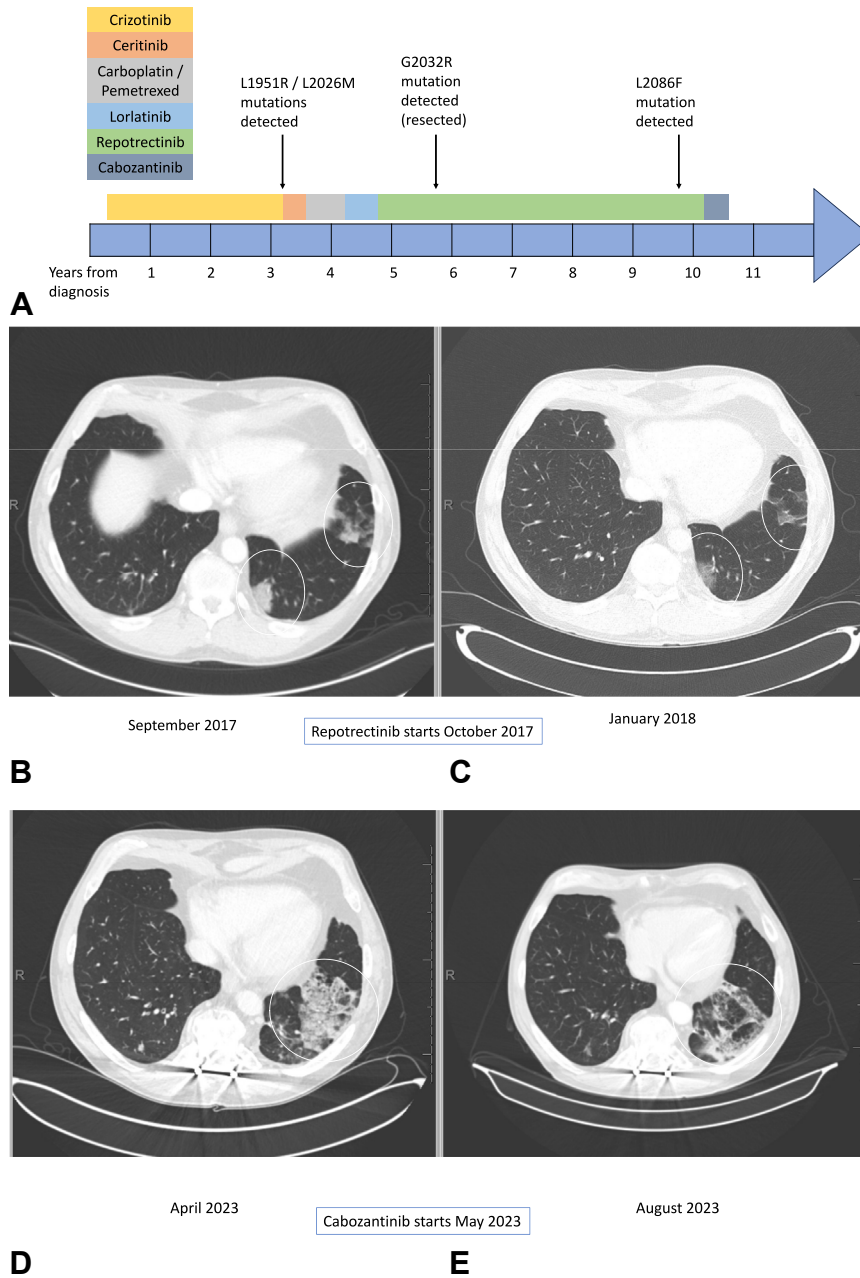 Crizotinib
Ceritinib
Carboplatin /
Pemetrexed
Lorlatinib
Repotrectinib
Cabozantinib
L1951R / L2026M
mutations
detected
G2032R
mutation
detected
(resected)
L2086F
mutation
detected
Years from
diagnosis
1 2 3 4 5 6 7 8 9 10 11
A
R
R
September 2017
Repotrectinib starts October 2017
January 2018
B
C
R
R
April 2023
Cabozantinib starts May 2023
August 2023
D
E